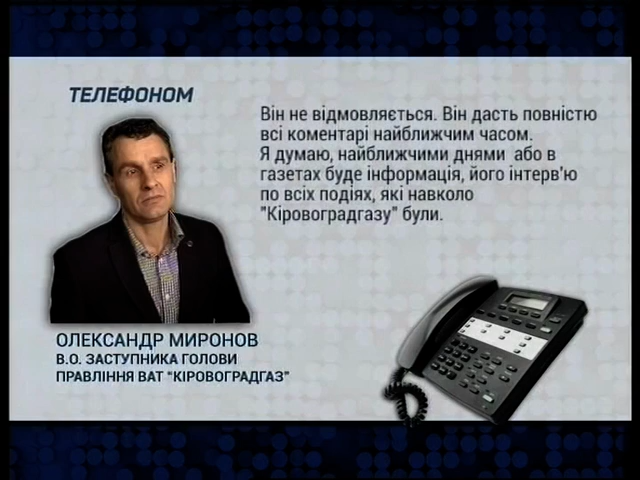 ТЕЛЕФОНОМ
Він не відмовляється. Він дасть повністю
всі коментарі найближчим часом.
Я думаю, найближчими днями або в
газетах буде інформація, його інтерв'ю
по всіх подіях, які навколо
"Кіровоградгазу" були.
ОЛЕКСАНДР МИРОНОВ
В.О. ЗАСТУПНИКА ГОЛОВИ
ПРАВЛІННЯ ВАТ "КІРОВОГРАДГАЗ"